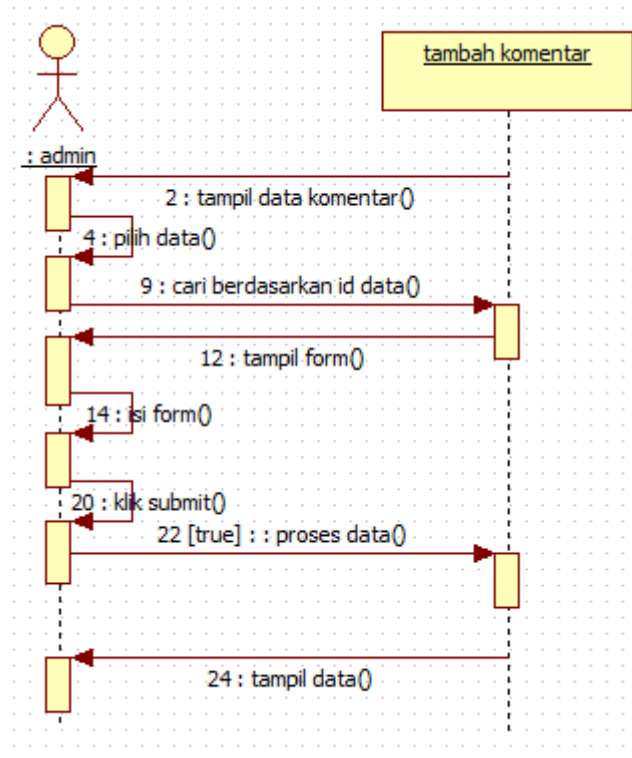 tambah komentar
: admin
2 : tampil data komentar()
4 : pilih data()
9 : cari berdasarkan id data()
12 : tampil form()
14 : isi form()
20 : klik submit()
22 [true] : : proses data()
24 : tampil data()